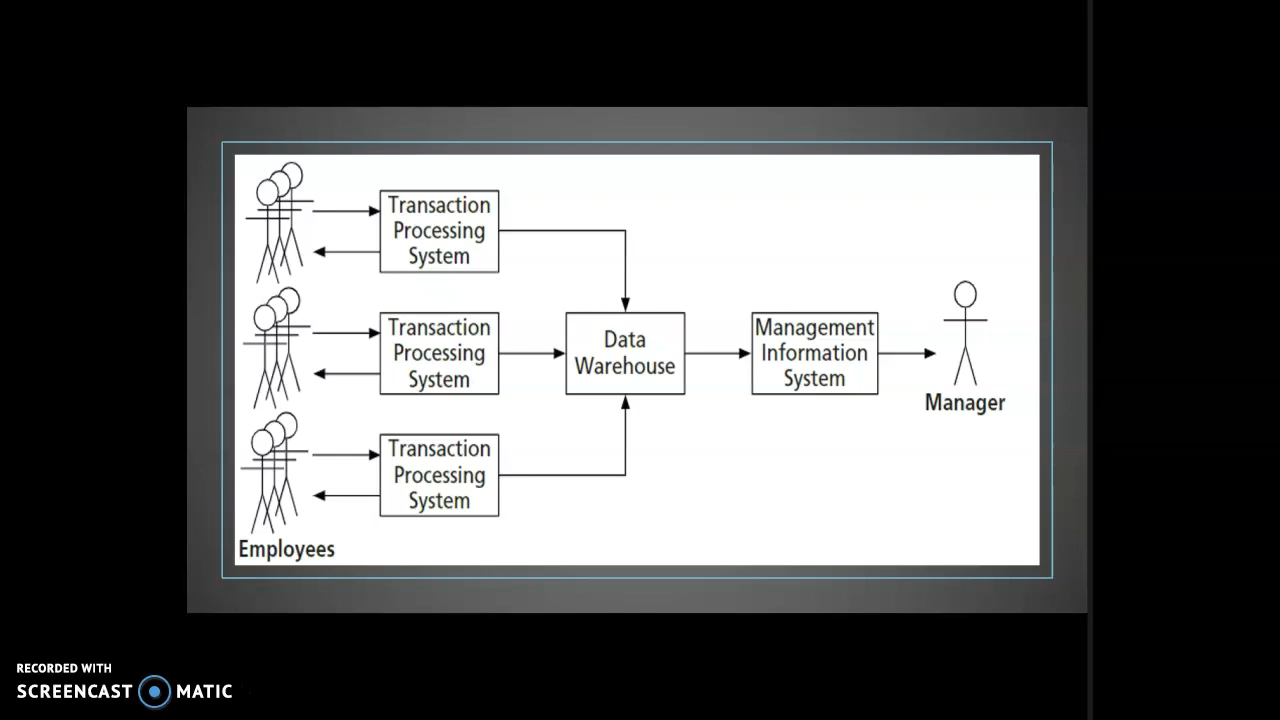 Transaction
Processing
System
Transaction
Processing
System
Data
Warehouse
Management
Information
System
Manager
Transaction
Processing
System
Employees
RECORDED WITH
SCREENCAST MATIC